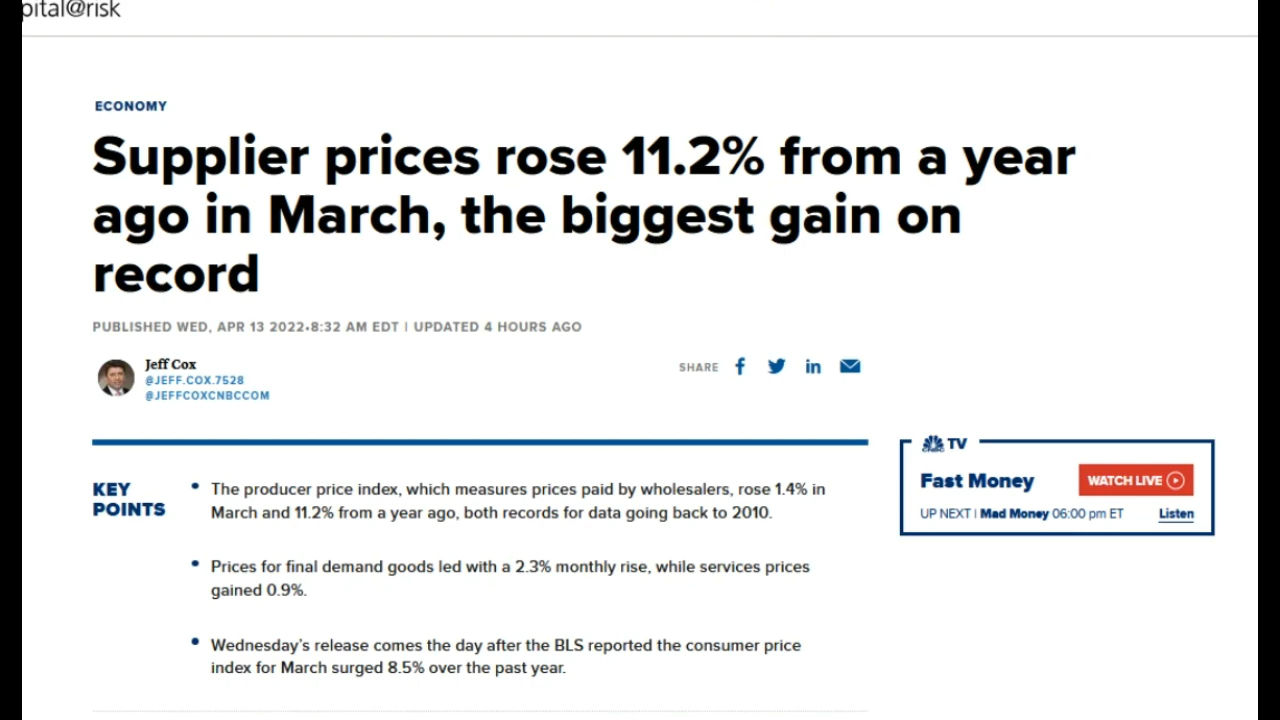 pital@risk
ECONOMY
Supplier prices rose 11.2% from a year
ago in March, the biggest gain on
record
PUBLISHED WED, APR 13 2022•8:32 AM EDT | UPDATED 4 HOURS AGO
Jeff Cox
@JEFF.COX.7528
@JEFFCOXCNBCCOM
SHARE
KEY
POINTS
• The producer price index, which measures prices paid by wholesalers, rose 1.4% in
March and 11.2% from a year ago, both records for data going back to 2010.
• Prices for final demand goods led with a 2.3% monthly rise, while services prices
gained 0.9%.
• Wednesday's release comes the day after the BLS reported the consumer price
index for March surged 8.5% over the past year.
CNBC TV
Fast Money
WATCH LIVE
UP NEXT | Mad Money 06:00 pm ET
Listen